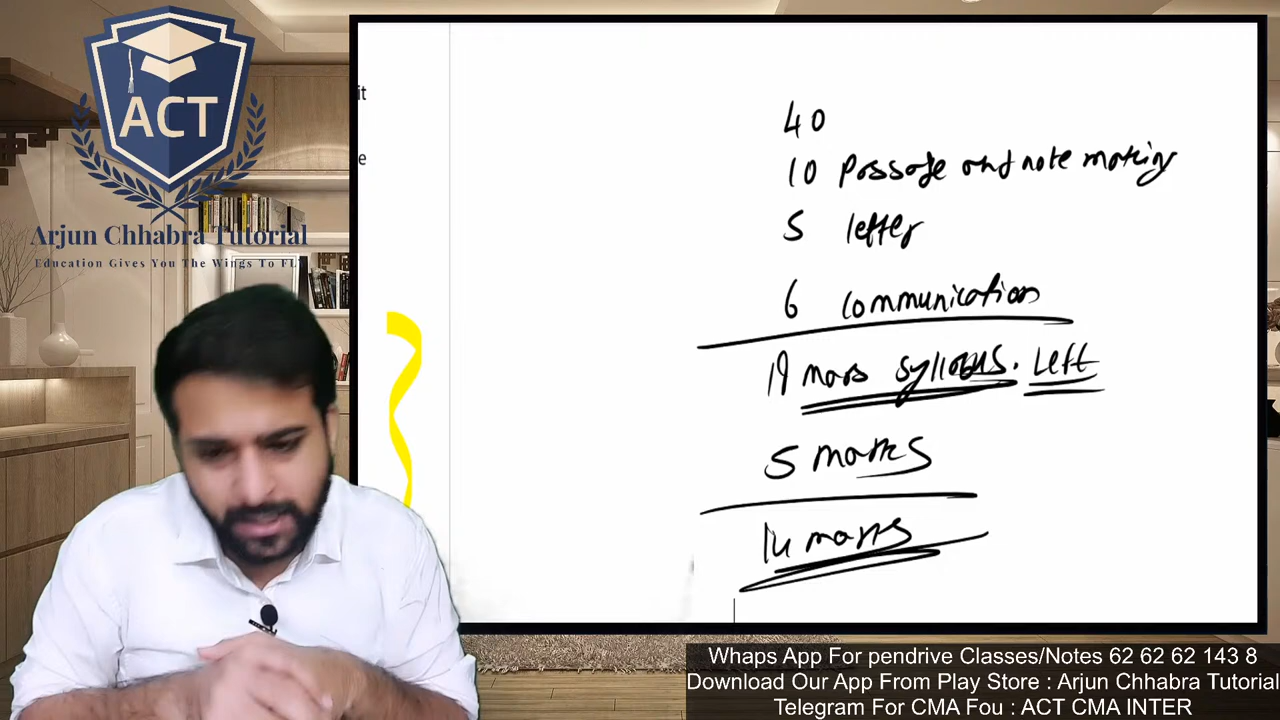 ACT
Arjun Chhabra Tutorial
Education Gives You The Wings To FLY
it
e
40
10 Passage and note making
5 letter
6 communication
19 mars syllabus. Left
5 marks
14 marks
Whaps App For pendrive Classes/Notes 62 62 62 143 8
Download Our App From Play Store : Arjun Chhabra Tutorial
Telegram For CMA Fou : ACT CMA INTER